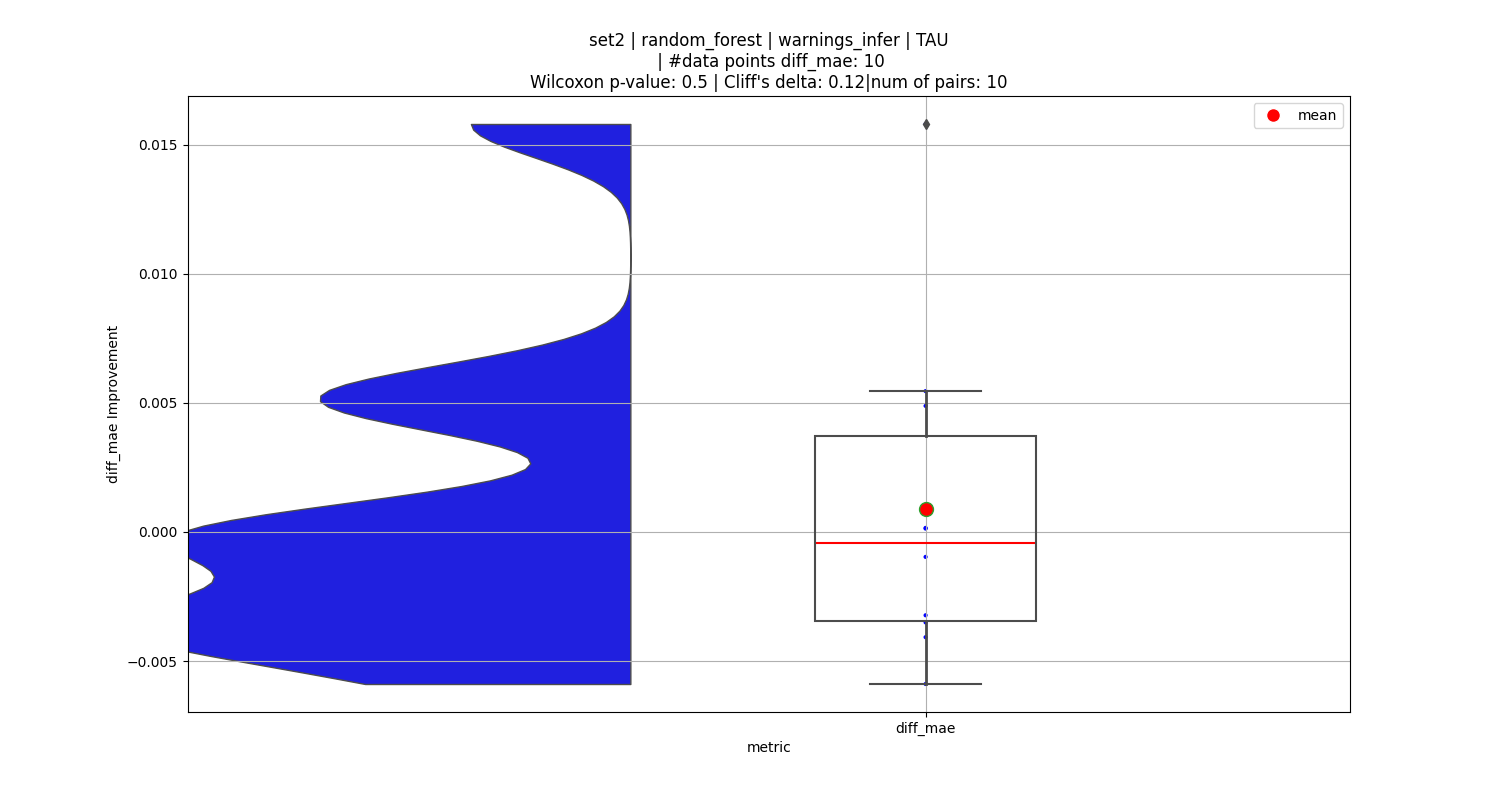 set2 | random_forest | warnings_infer | TAU
| #data points diff_mae: 10
Wilcoxon p-value: 0.5 | Cliff's delta: 0.12|num of pairs: 10
mean
0.015
0.010
0.005
0.000
−0.005
diff_mae Improvement
diff_mae
metric